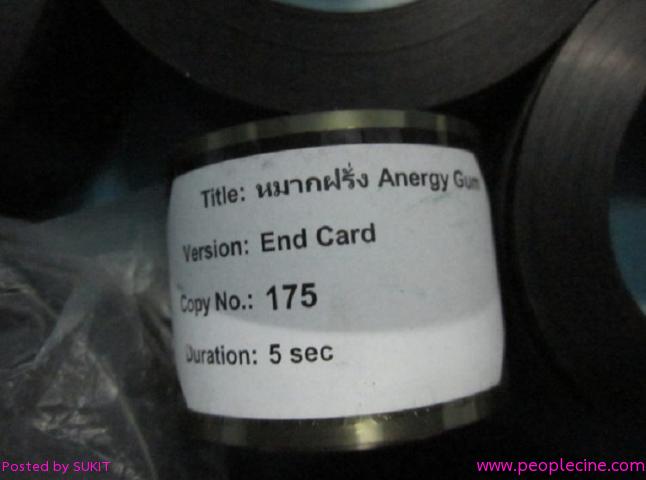 Title: หมากฝรั่ง Anergy Gum
Version: End Card
Copy No.: 175
Duration: 5 sec
Posted by SUKIT
www.peoplecine.com